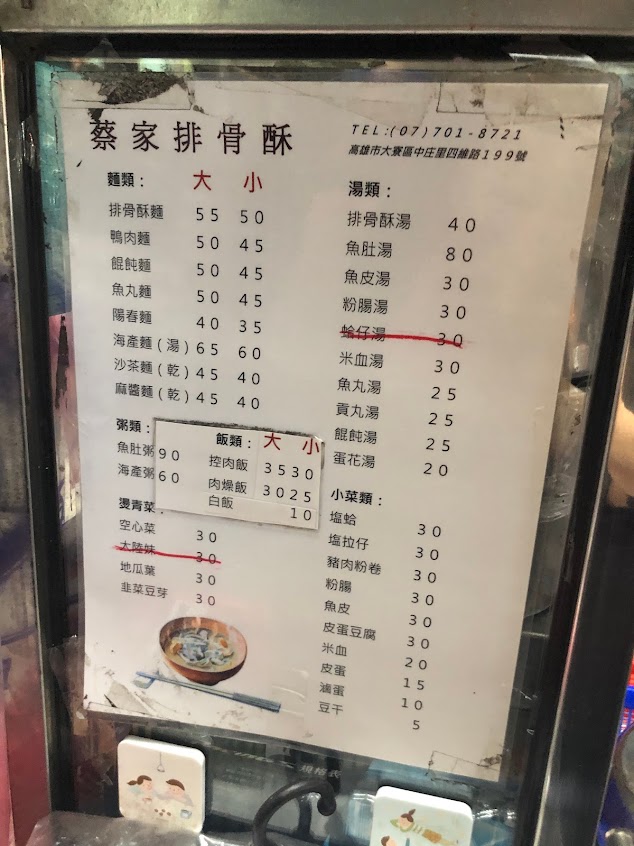 蔡家排骨酥
TEL:(07)701-8721
高雄市大寮區中庄里四維路199號
麵類： 大 小
排骨酥麵 55 50
鴨肉麵 50 45
餛飩麵 50 45
魚丸麵 50 45
陽春麵 40 35
海產麵(湯) 65 60
沙茶麵(乾) 45 40
麻醬麵(乾) 45 40
粥類：
魚肚粥 90
海產粥 60
飯類： 大 小
控肉飯 35 30
肉燥飯 30 25
白飯 10
燙青菜：
空心菜 30
大陸妹 30
地瓜葉 30
韭菜豆芽 30
湯類：
排骨酥湯 40
魚肚湯 80
魚皮湯 30
粉腸湯 30
蛤仔湯 30
米血湯 30
魚丸湯 25
貢丸湯 25
餛飩湯 25
蛋花湯 20
小菜類：
塩蛤 30
塩拉仔 30
豬肉粉卷 30
粉腸 30
魚皮 30
皮蛋豆腐 30
米血 20
皮蛋 15
滷蛋 10
豆干 5